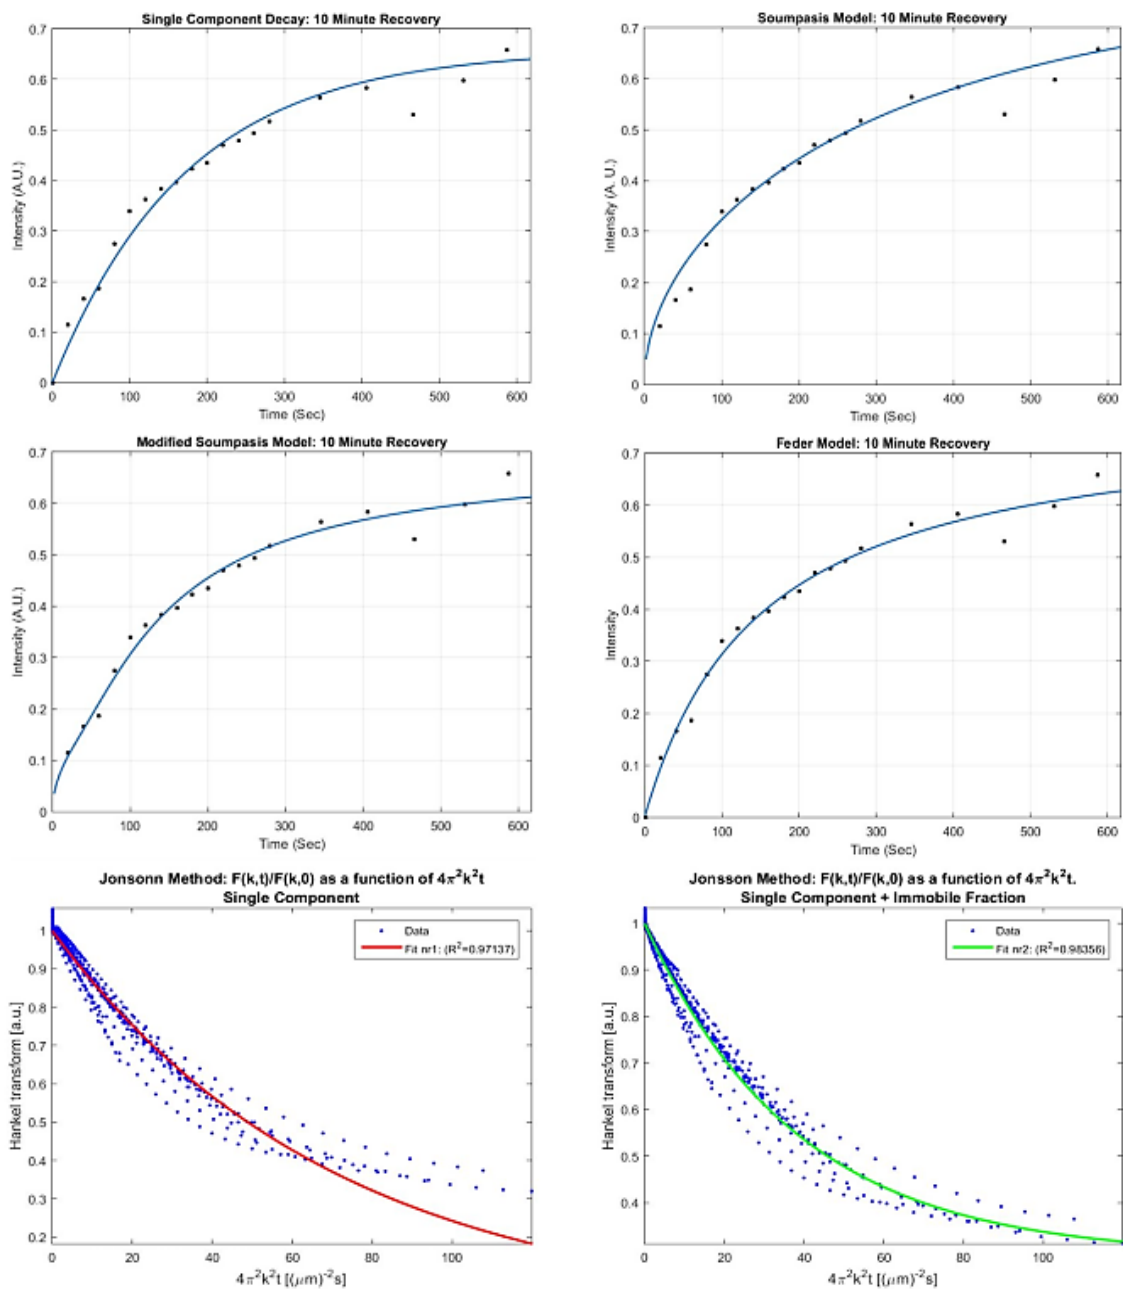 Single Component Decay: 10 Minute Recovery
0.7
0.6
0.5
0.4
0.3
0.2
0.1
0
Intensity (A.U.)
0 100 200 300 400 500 600
Time (Sec)
Soumpasis Model: 10 Minute Recovery
0.7
0.6
0.5
0.4
0.3
0.2
0.1
0
Intensity (A. U.)
0 100 200 300 400 500 600
Time (Sec)
Modified Soumpasis Model: 10 Minute Recovery
0.7
0.6
0.5
0.4
0.3
0.2
0.1
0
Intensity (A.U.)
0 100 200 300 400 500 600
Time (Sec)
Feder Model: 10 Minute Recovery
0.7
0.6
0.5
0.4
0.3
0.2
0.1
0
Intensity
0 100 200 300 400 500 600
Time (Sec)
Jonsonn Method: F(k,t)/F(k,0) as a function of 4π²k²t
Single Component
1
0.9
0.8
0.7
0.6
0.5
0.4
0.3
0.2
Hankel transform [a.u.]
Data
Fit nr1: (R²=0.97137)
0 20 40 60 80 100
4π²k²t [(μm)⁻²s]
Jonsson Method: F(k,t)/F(k,0) as a function of 4π²k²t.
Single Component + Immobile Fraction
1
0.9
0.8
0.7
0.6
0.5
0.4
Hankel transform [a.u.]
Data
Fit nr2: (R²=0.98356)
0 20 40 60 80 100
4π²k²t [(μm)⁻²s]